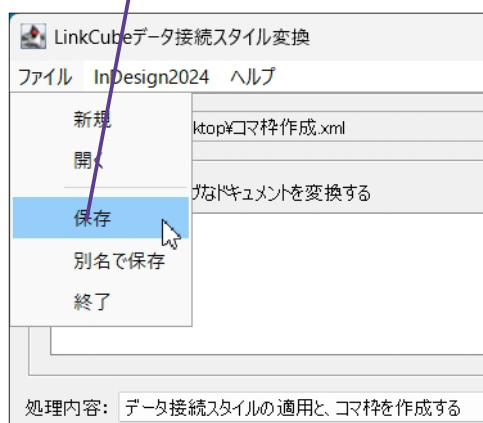 LinkCubeデータ接続スタイル変換
ファイル InDesign2024 ヘルプ
新規
ktop¥コマ枠作成.xml
開く
ブなドキュメントを変換する
保存
別名で保存
終了
処理内容: データ接続スタイルの適用と、コマ枠を作成する